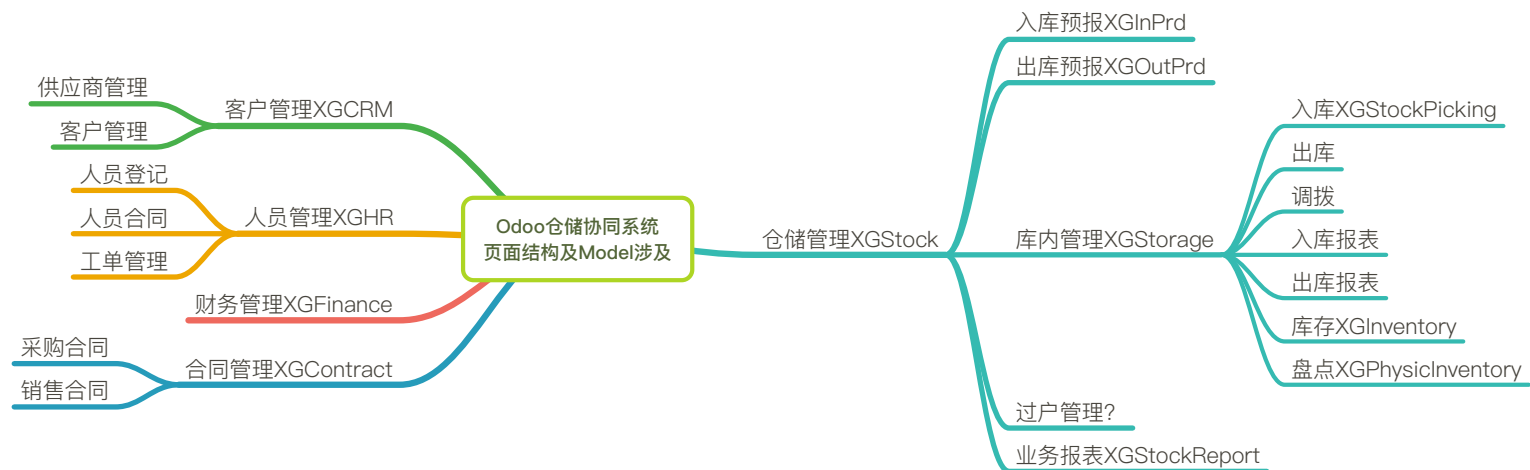 Odoo仓储协同系统
页面结构及Model涉及
客户管理XGCRM
供应商管理
客户管理
人员管理XGHR
人员登记
人员合同
工单管理
财务管理XGFinance
合同管理XGContract
采购合同
销售合同
仓储管理XGStock
入库预报XGInPrd
出库预报XGOutPrd
库内管理XGStorage
入库XGStockPicking
出库
调拨
入库报表
出库报表
库存XGInventory
盘点XGPhysicInventory
过户管理?
业务报表XGStockReport